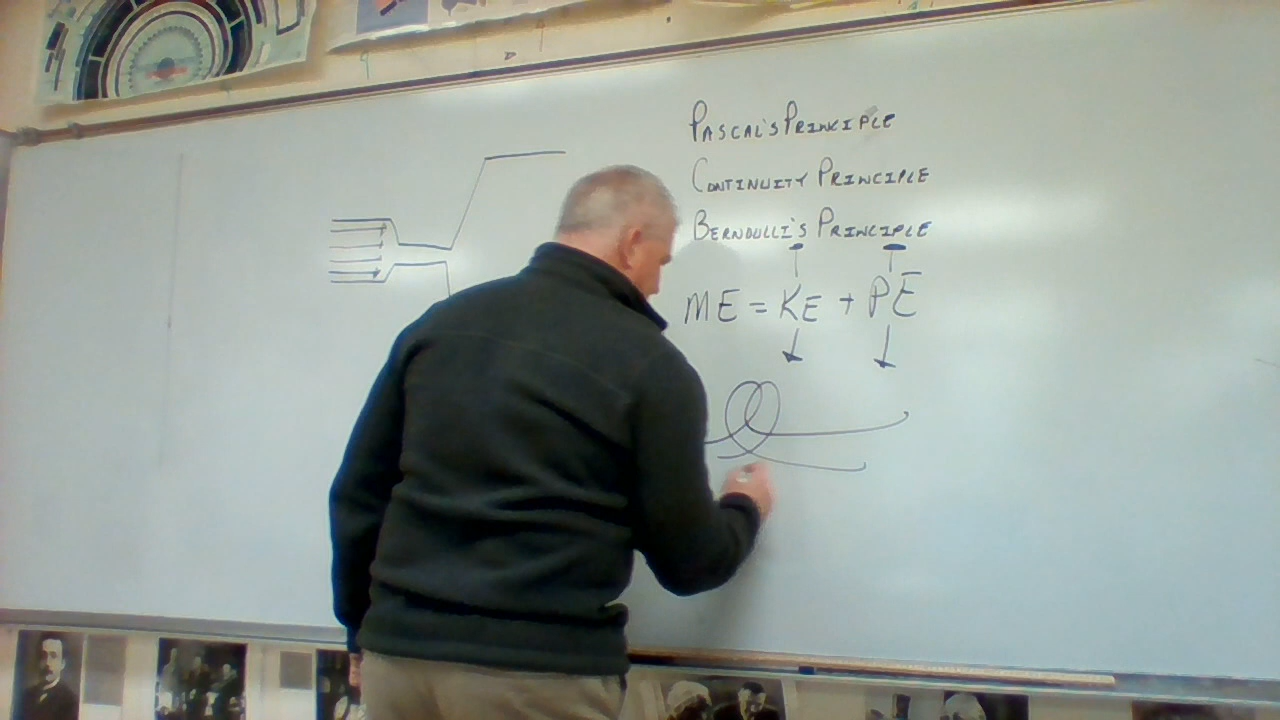 PASCAL'S PRINCIPLE
CONTINUITY PRINCIPLE
BERNOULLI'S PRINCIPLE
ME = KE + PE